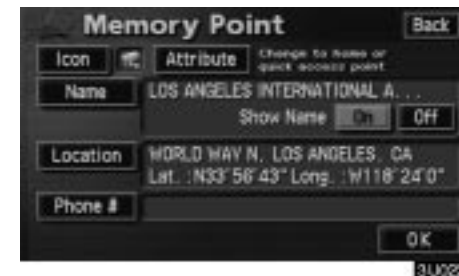 Memory Point Back
Icon Attribute Change to home or
quick access point
Name LOS ANGELES INTERNATIONAL A...
Show Name On Off
Location WORLD WAY N, LOS ANGELES, CA
Lat. :N33°56'43" Long. :W118°24'0"
Phone #
OK
3U02